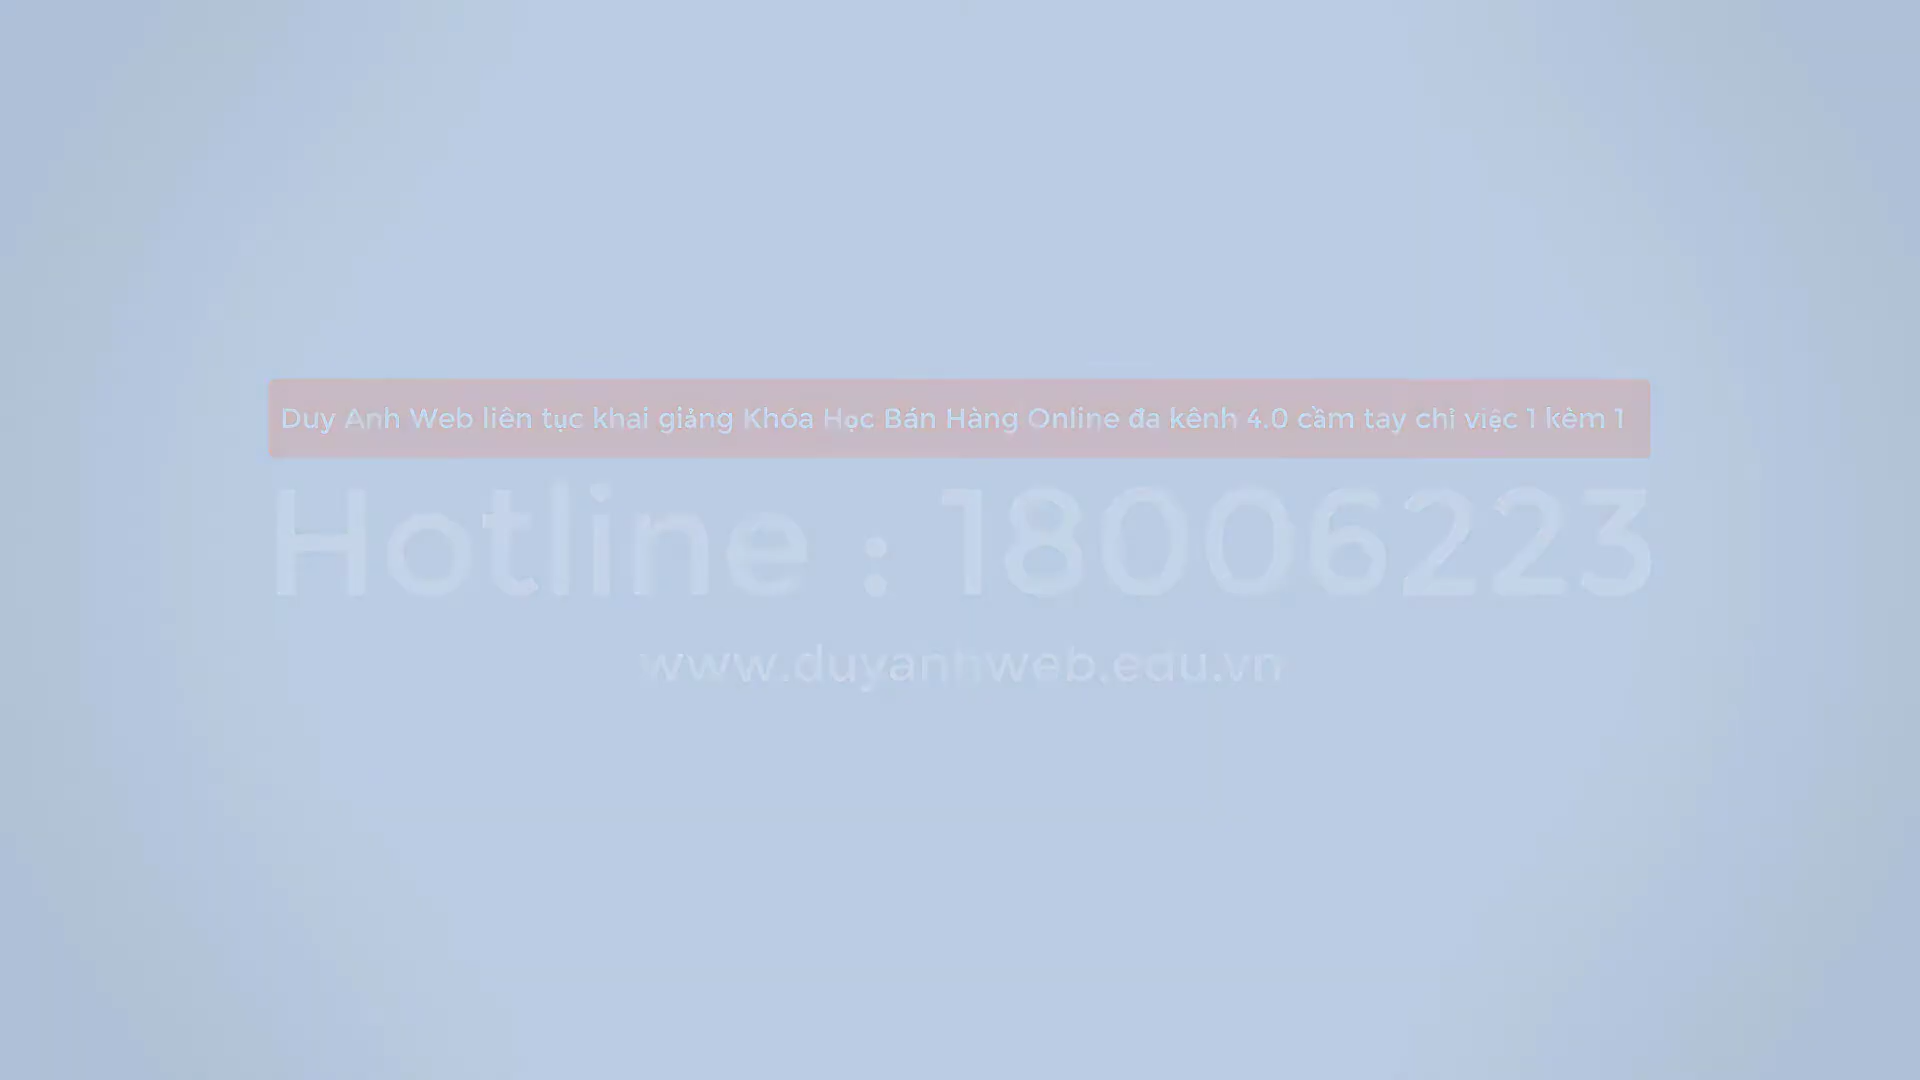 Duy Anh Web liên tục khai giảng Khóa Học Bán Hàng Online đa kênh 4.0 cầm tay chỉ việc 1 kèm 1
Hotline : 18006223
www.duyanhweb.edu.vn